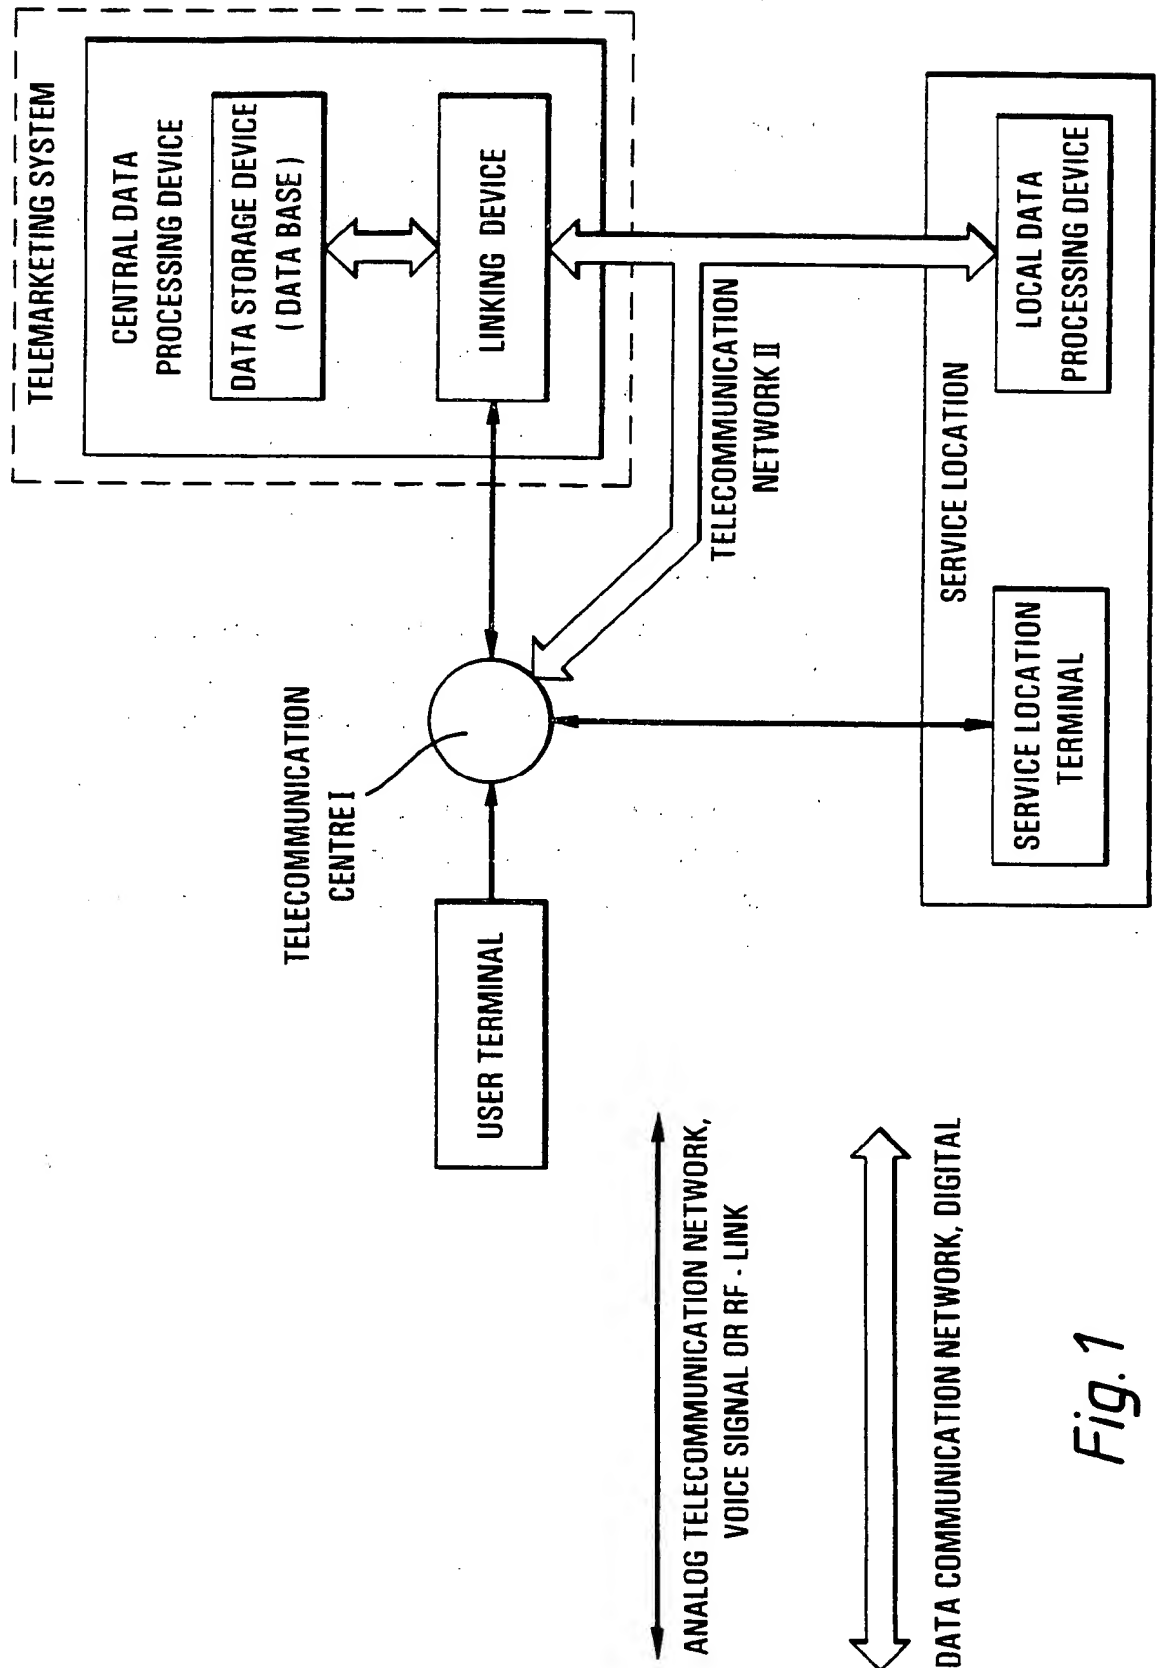 TELEMARKETING SYSTEM
CENTRAL DATA
PROCESSING DEVICE
DATA STORAGE DEVICE
( DATA BASE )
LINKING DEVICE
TELECOMMUNICATION
CENTRE I
USER TERMINAL
TELECOMMUNICATION
NETWORK II
SERVICE LOCATION
SERVICE LOCATION
TERMINAL
LOCAL DATA
PROCESSING DEVICE
ANALOG TELECOMMUNICATION NETWORK,
VOICE SIGNAL OR RF - LINK
DATA COMMUNICATION NETWORK, DIGITAL
Fig. 1